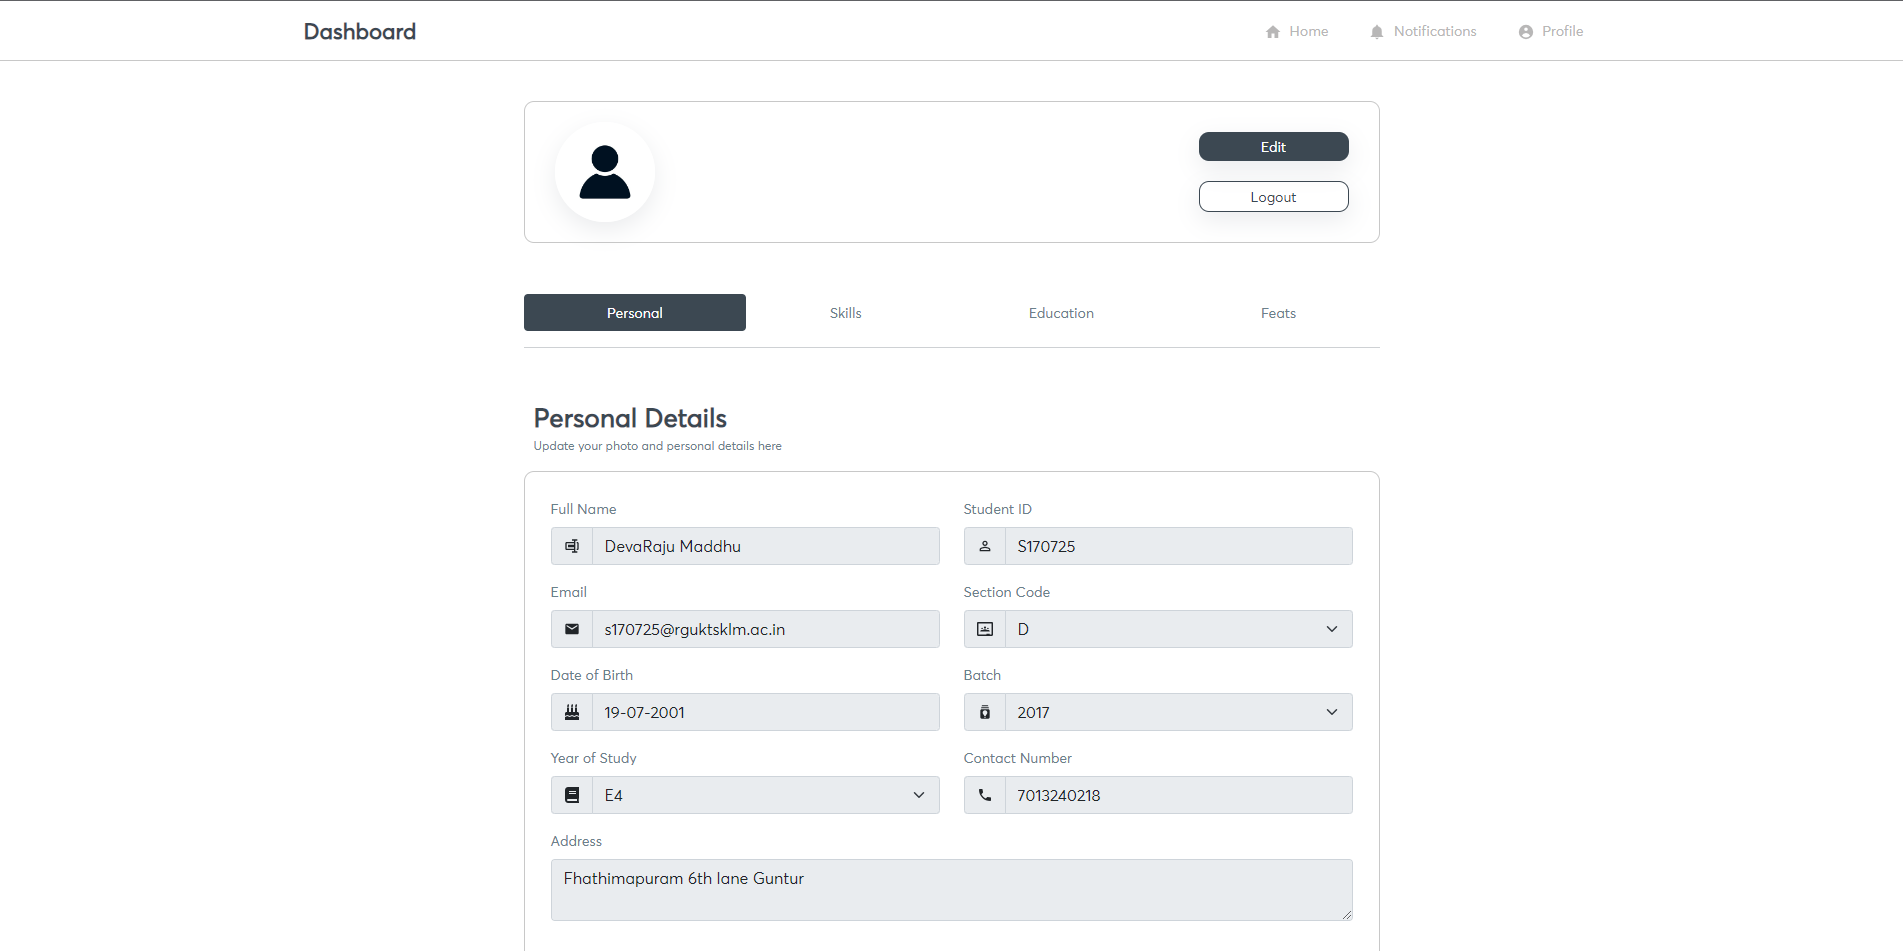 Dashboard
Home
Notifications
Profile
Edit
Logout
Personal
Skills
Education
Feats
Personal Details
Update your photo and personal details here
Full Name
Student ID
DevaRaju Maddhu
S170725
Email
Section Code
s170725@rguktsklm.ac.in
D
Date of Birth
Batch
19-07-2001
2017
Year of Study
Contact Number
E4
7013240218
Address
Fhathimapuram 6th lane Guntur